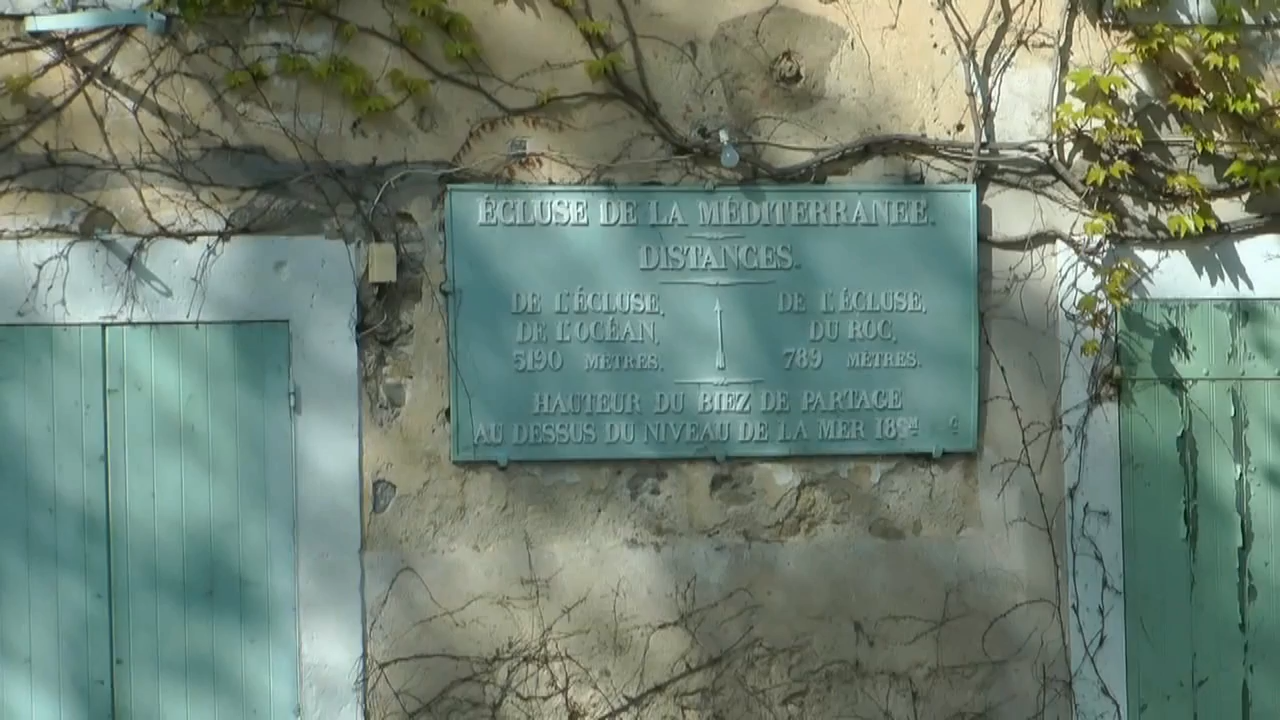 ÉCLUSE DE LA MÉDITERRANEE.
DISTANCES.
DE L'ÉCLUSE,
DE L'OCÉAN,
5190 MÈTRES.
DE L'ÉCLUSE,
DU ROC,
789 MÈTRES.
HAUTEUR DU BIEZ DE PARTAGE
AU DESSUS DU NIVEAU DE LA MER